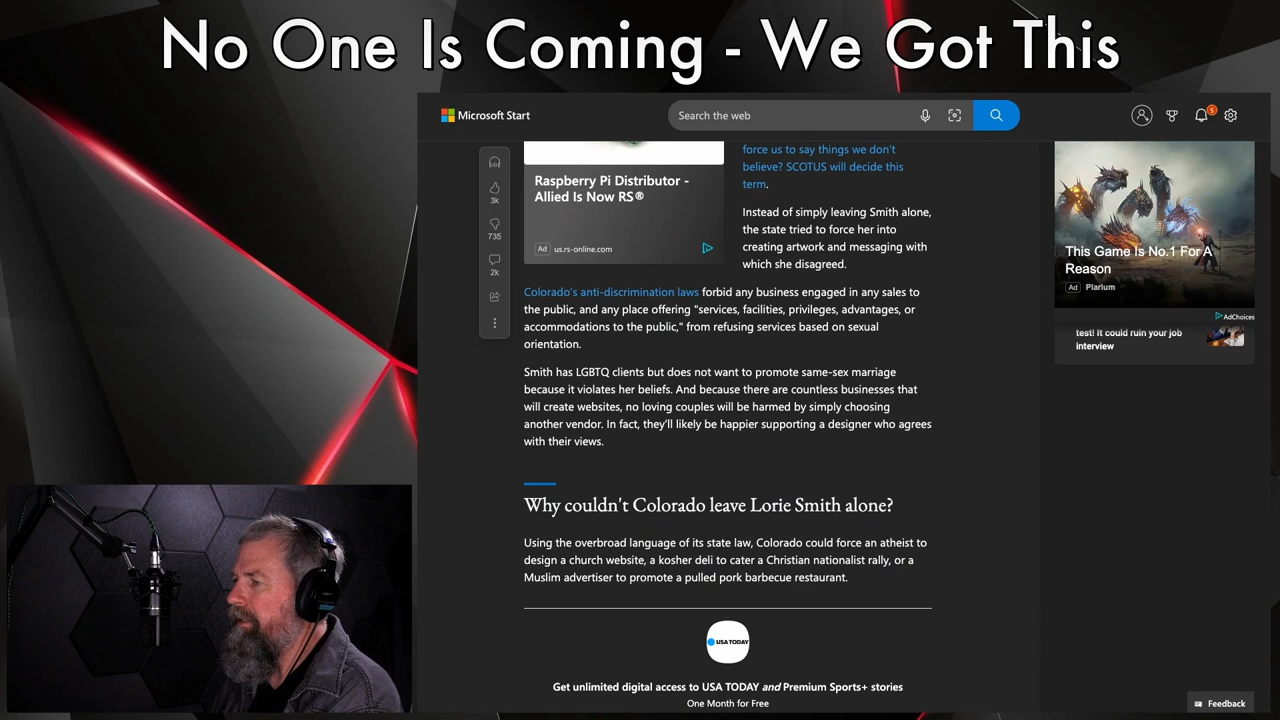 No One Is Coming - We Got This
Microsoft Start
Search the web
5
force us to say things we don't
believe? SCOTUS will decide this
term.
Raspberry Pi Distributor -
Allied Is Now RS®
Ad us.rs-online.com
3k
735
2k
Instead of simply leaving Smith alone,
the state tried to force her into
creating artwork and messaging with
which she disagreed.
Colorado's anti-discrimination laws forbid any business engaged in any sales to
the public, and any place offering "services, facilities, privileges, advantages, or
accommodations to the public," from refusing services based on sexual
orientation.
Smith has LGBTQ clients but does not want to promote same-sex marriage
because it violates her beliefs. And because there are countless businesses that
will create websites, no loving couples will be harmed by simply choosing
another vendor. In fact, they'll likely be happier supporting a designer who agrees
with their views.
Why couldn't Colorado leave Lorie Smith alone?
Using the overbroad language of its state law, Colorado could force an atheist to
design a church website, a kosher deli to cater a Christian nationalist rally, or a
Muslim advertiser to promote a pulled pork barbecue restaurant.
USA TODAY
Get unlimited digital access to USA TODAY and Premium Sports+ stories
One Month for Free
This Game Is No.1 For A
Reason
Ad Plarium
AdChoices
test! It could ruin your job
interview
Feedback